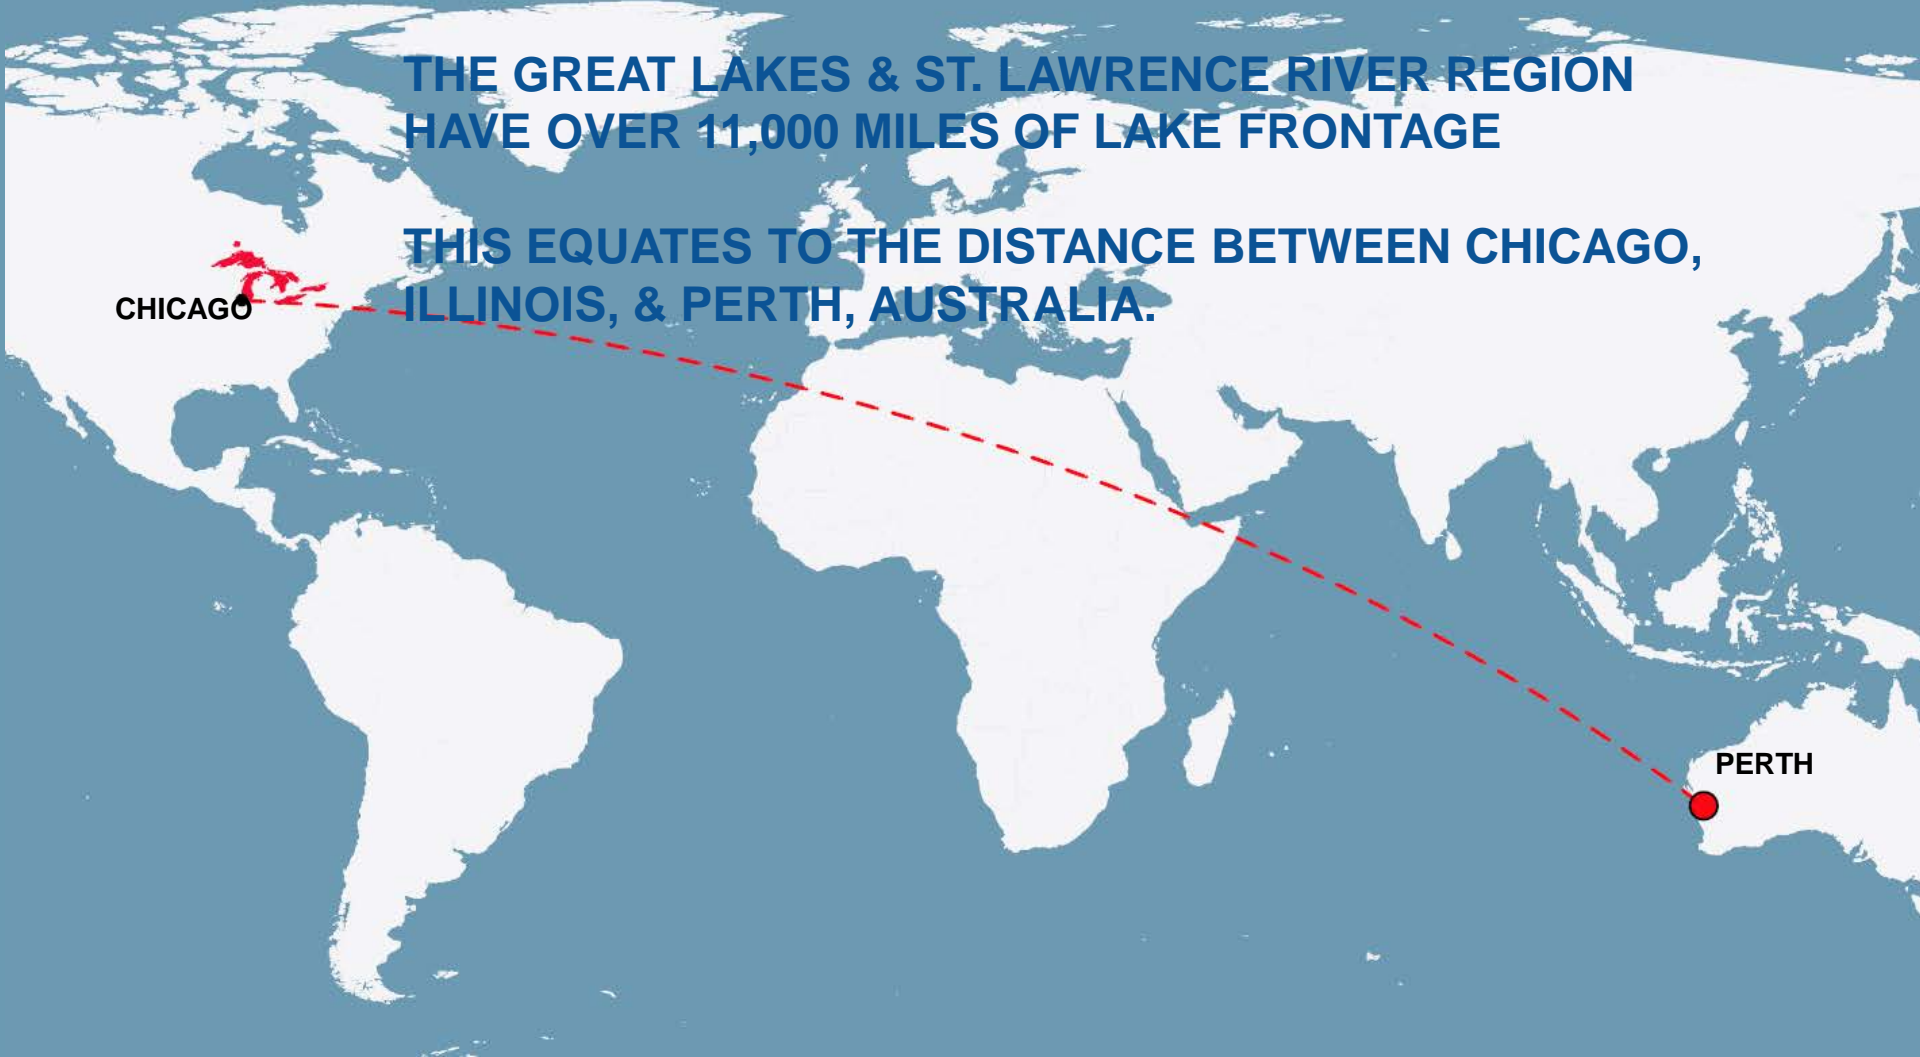 THE GREAT LAKES & ST. LAWRENCE RIVER REGION
HAVE OVER 11,000 MILES OF LAKE FRONTAGE
THIS EQUATES TO THE DISTANCE BETWEEN CHICAGO,
ILLINOIS, & PERTH, AUSTRALIA.
CHICAGO
PERTH